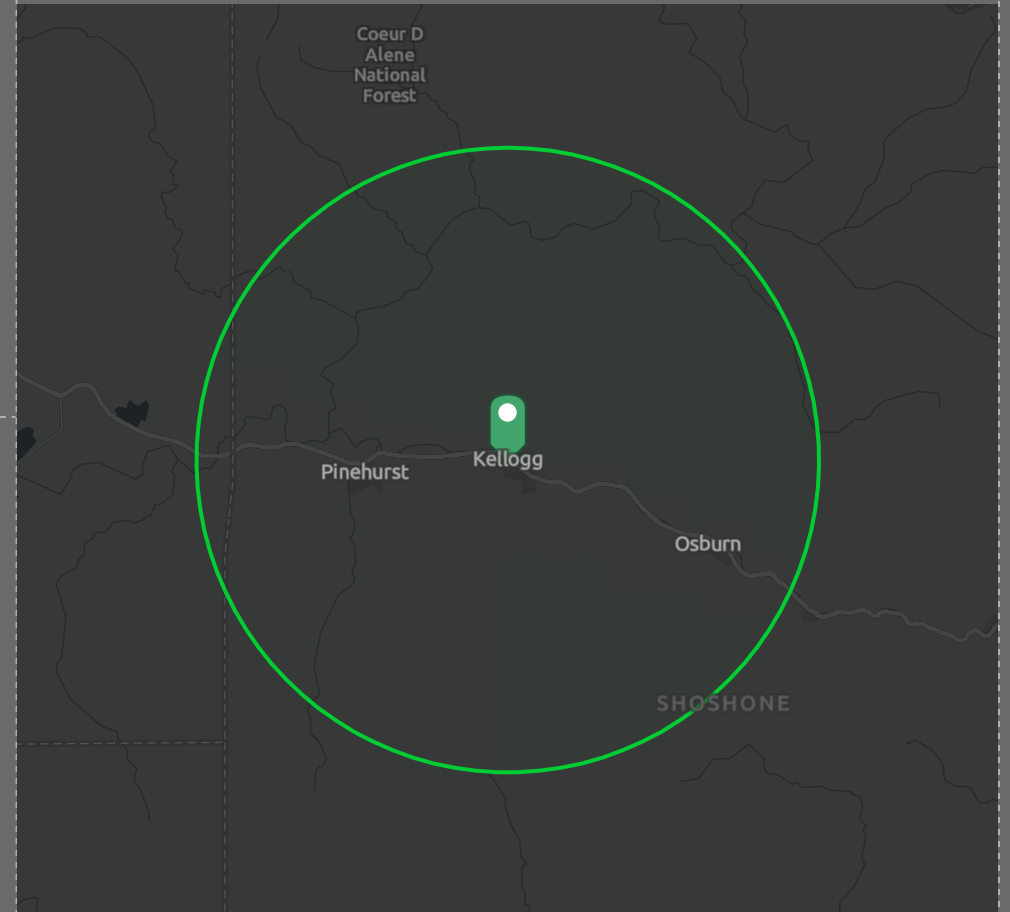 Coeur D
Alene
National
Forest
Kellogg
Pinehurst
Osburn
SHOSHONE